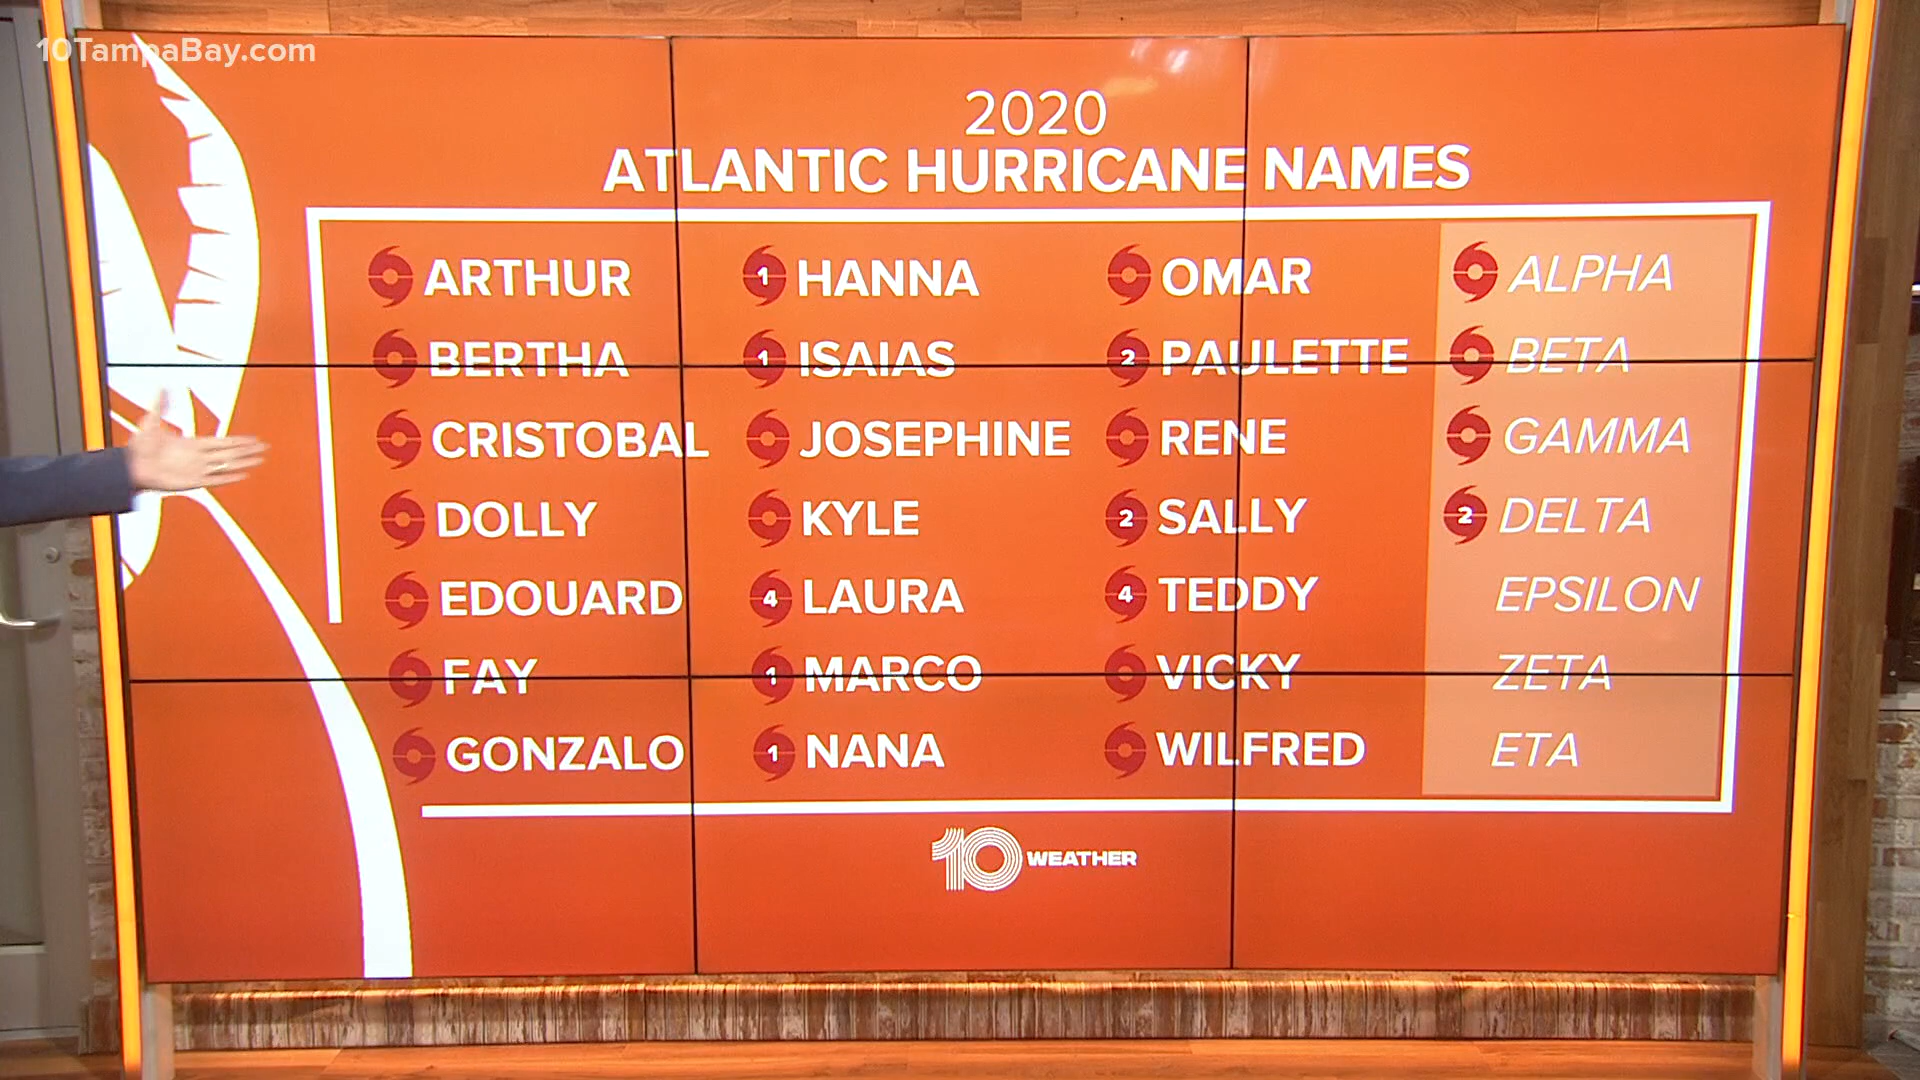 10TampaBay.com
2020
ATLANTIC HURRICANE NAMES
ARTHUR
BERTHA
CRISTOBAL
DOLLY
EDOUARD
FAY
GONZALO
1 HANNA
1 ISAIAS
JOSEPHINE
KYLE
4 LAURA
1 MARCO
1 NANA
OMAR
2 PAULETTE
RENE
2 SALLY
4 TEDDY
VICKY
WILFRED
ALPHA
BETA
GAMMA
2 DELTA
EPSILON
ZETA
ETA
10 WEATHER